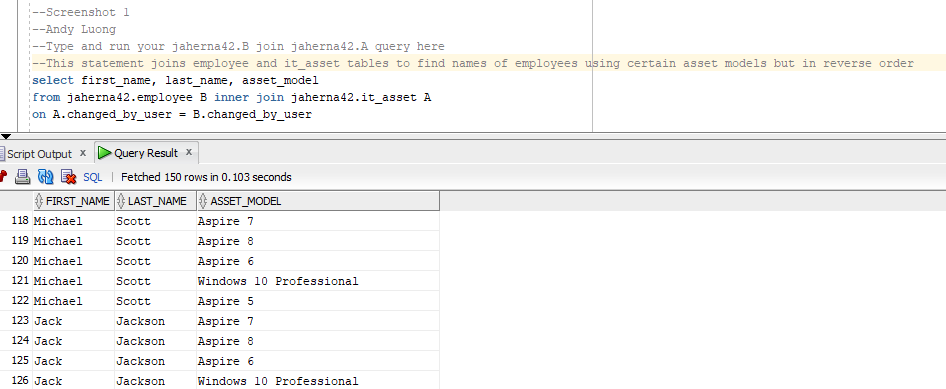 --Screenshot 1
--Andy Luong
--Type and run your jaherna42.B join jaherna42.A query here
--This statement joins employee and it_asset tables to find names of employees using certain asset models but in reverse order
select first_name, last_name, asset_model
from jaherna42.employee B inner join jaherna42.it_asset A
on A.changed_by_user = B.changed_by_user
Script Output x Query Result x
SQL | Fetched 150 rows in 0.103 seconds
FIRST_NAME LAST_NAME ASSET_MODEL
118 Michael Scott Aspire 7
119 Michael Scott Aspire 8
120 Michael Scott Aspire 6
121 Michael Scott Windows 10 Professional
122 Michael Scott Aspire 5
123 Jack Jackson Aspire 7
124 Jack Jackson Aspire 8
125 Jack Jackson Aspire 6
126 Jack Jackson Windows 10 Professional